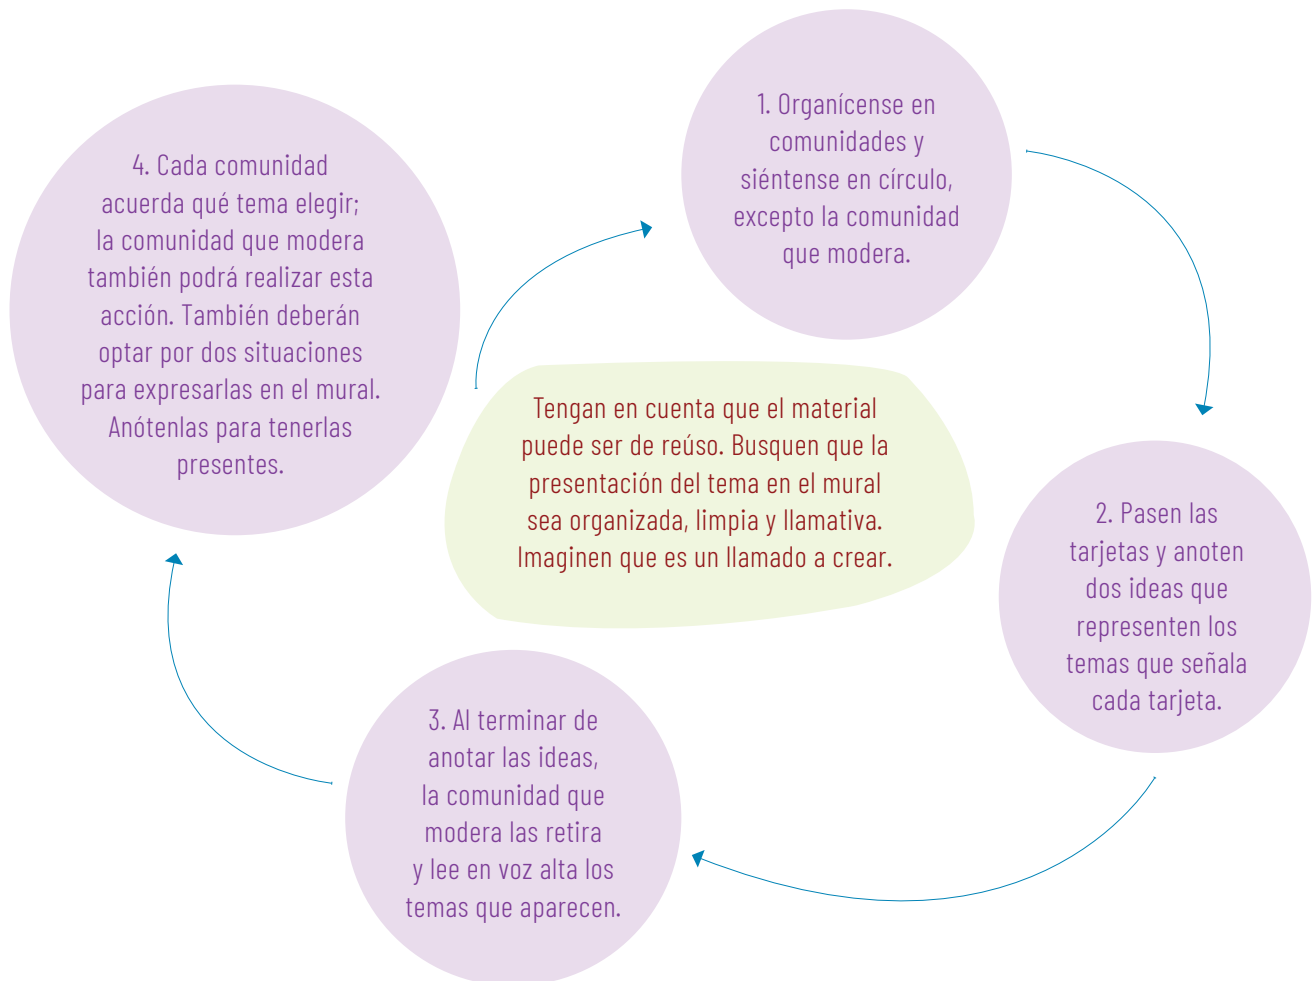 1. Organícense en
comunidades y
siéntense en círculo,
excepto la comunidad
que modera.
2. Pasen las
tarjetas y anoten
dos ideas que
representen los
temas que señala
cada tarjeta.
3. Al terminar de
anotar las ideas,
la comunidad que
modera las retira
y lee en voz alta los
temas que aparecen.
4. Cada comunidad
acuerda qué tema elegir;
la comunidad que modera
también podrá realizar esta
acción. También deberán
optar por dos situaciones
para expresarlas en el mural.
Anótenlas para tenerlas
presentes.
Tengan en cuenta que el material
puede ser de reúso. Busquen que la
presentación del tema en el mural
sea organizada, limpia y llamativa.
Imaginen que es un llamado a crear.